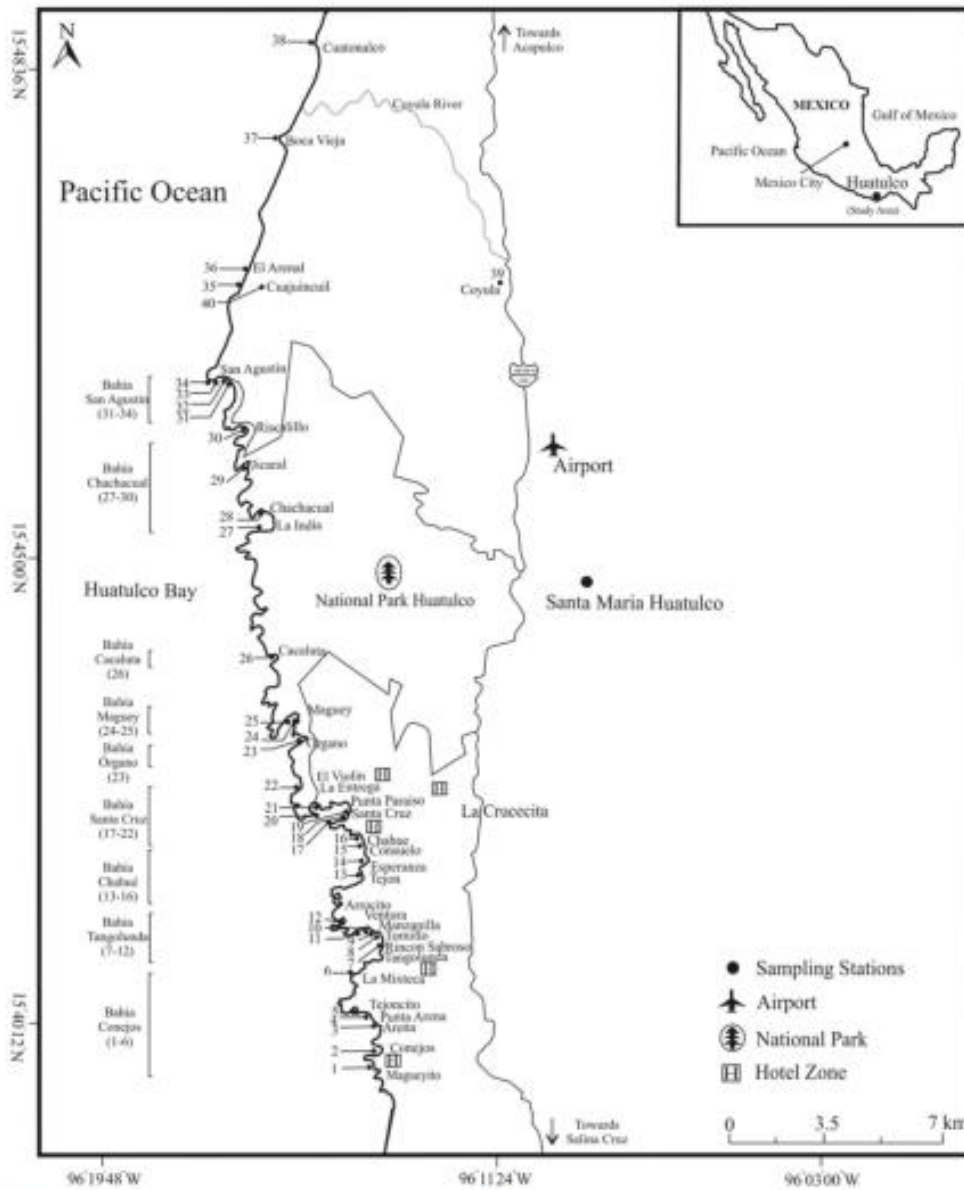 38
Cuatonalco
Towards
Acapulco
15°48'36"N
Coyula River
37
Boca Vieja
Pacific Ocean
MEXICO
Gulf of Mexico
Pacific Ocean
Mexico City
Huatulco
(Study Area)
36
El Arenal
35
Cuajuincuil
40
39
Coyula
San Agustin
34
33
32
31
Bahia
San Agustin
(31-34)
30
Riscalillo
Bahia
Chachacual
(27-30)
29
Jicaral
28
Chachacual
27
La India
Airport
15°45'00"N
Huatulco Bay
National Park Huatulco
Santa Maria Huatulco
Bahia
Cacaluta
(26)
26
Cacaluta
Bahia
Maguey
(24-25)
25
Maguey
24
23
Organo
Bahia
Organo
(23)
22
El Violin
La Entrega
Bahia
Santa Cruz
(17-22)
21
Punta Paraiso
20
Santa Cruz
19
18
17
La Crucecita
16
Chahue
15
Consuelo
14
Esperanza
13
Tejon
Bahia
Chahué
(13-16)
Arrocito
12
Ventura
10
Manzanilla
11
Tornillo
Rincon Sabroso
Tangolunda
Bahia
Tangolunda
(7-12)
6
La Mixteca
Tejoncito
Punta Arena
3
Arena
Bahia
Conejos
(1-6)
2
Conejos
1
Magueyito
15°40'12"N
Sampling Stations
Airport
National Park
Hotel Zone
0 3.5 7 km
Towards
Salina Cruz
96°19'48"W
96°11'24"W
96°03'00"W